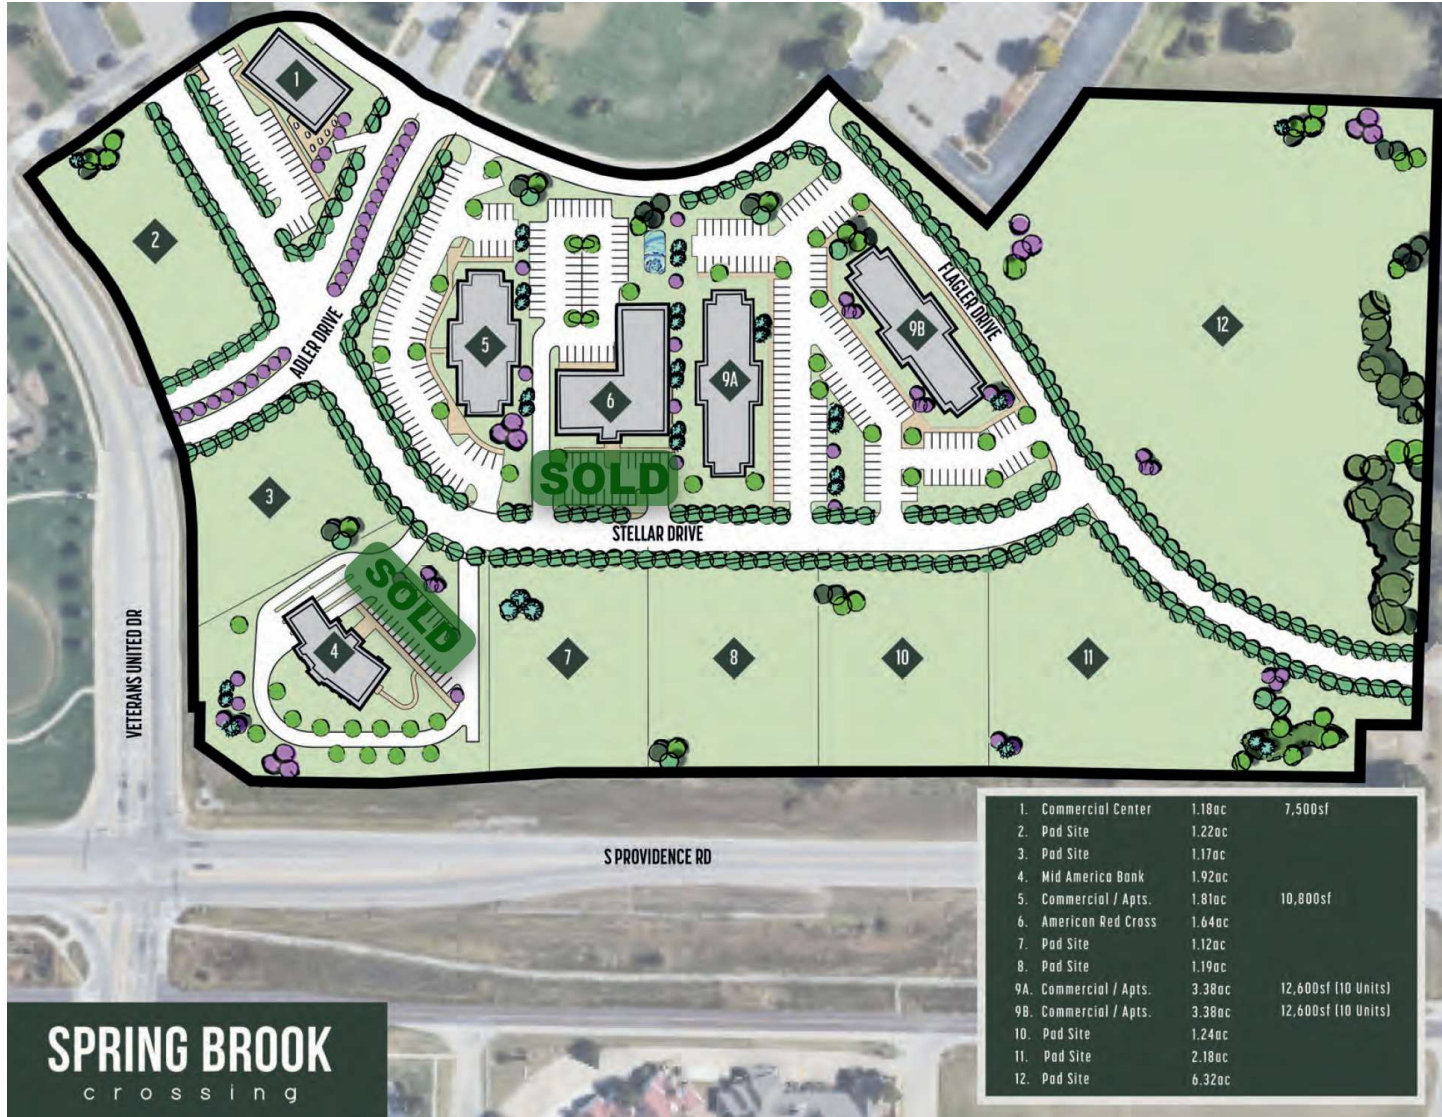 1
2
ADLER DRIVE
5
6
9A
9B
FLAGLER DRIVE
12
3
SOLD
STELLAR DRIVE
SOLD
4
7
8
10
11
VETERANS UNITED DR
S PROVIDENCE RD
1. Commercial Center 1.18ac 7,500sf
2. Pad Site 1.22ac
3. Pad Site 1.17ac
4. Mid America Bank 1.92ac
5. Commercial / Apts. 1.81ac 10,800sf
6. American Red Cross 1.64ac
7. Pad Site 1.12ac
8. Pad Site 1.19ac
9A. Commercial / Apts. 3.38ac 12,600sf (10 Units)
9B. Commercial / Apts. 3.38ac 12,600sf (10 Units)
10. Pad Site 1.24ac
11. Pad Site 2.18ac
12. Pad Site 6.32ac
SPRING BROOK
crossing